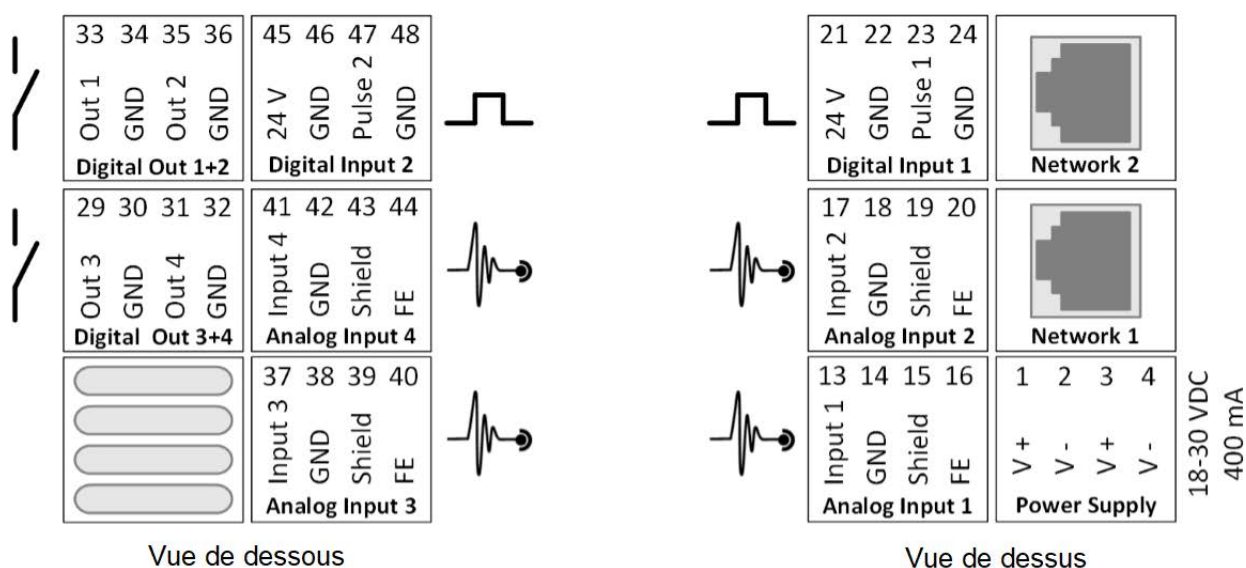 33 34 35 36
Out 1
GND
Out 2
GND
Digital Out 1+2
45 46 47 48
24 V
GND
Pulse 2
GND
Digital Input 2
29 30 31 32
Out 3
GND
Out 4
GND
Digital Out 3+4
41 42 43 44
Input 4
GND
Shield
FE
Analog Input 4
37 38 39 40
Input 3
GND
Shield
FE
Analog Input 3
Vue de dessous
21 22 23 24
24 V
GND
Pulse 1
GND
Digital Input 1
Network 2
17 18 19 20
Input 2
GND
Shield
FE
Analog Input 2
Network 1
13 14 15 16
Input 1
GND
Shield
FE
Analog Input 1
1 2 3 4
V +
V -
V +
V -
Power Supply
18-30 VDC
400 mA
Vue de dessus